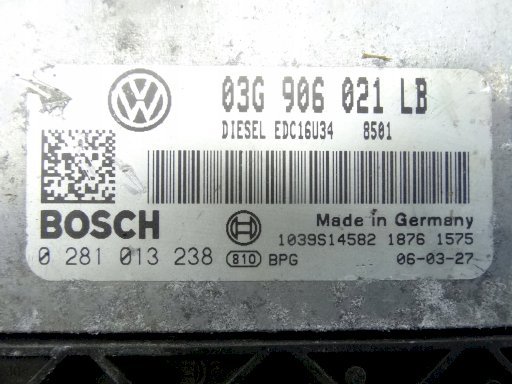 03G 906 021 LB
DIESEL EDC16U34 8501
BOSCH
Made in Germany
1039S14582 1876 1575
0 281 013 238 810 BPG 06-03-27